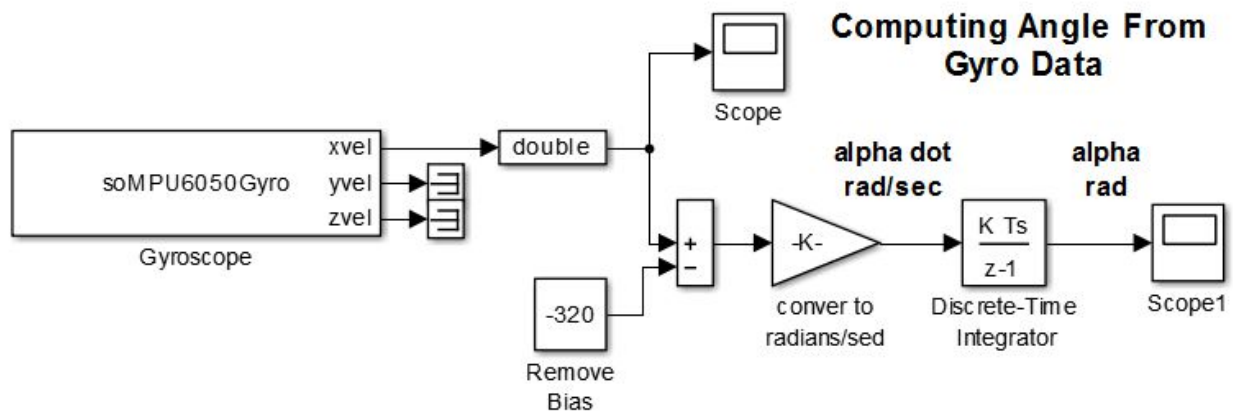 Computing Angle From
Gyro Data
Scope
xvel
yvel
zvel
soMPU6050Gyro
Gyroscope
double
alpha dot
rad/sec
alpha
rad
+
−
-K-
conver to
radians/sed
K Ts
z-1
Discrete-Time
Integrator
Scope1
-320
Remove
Bias